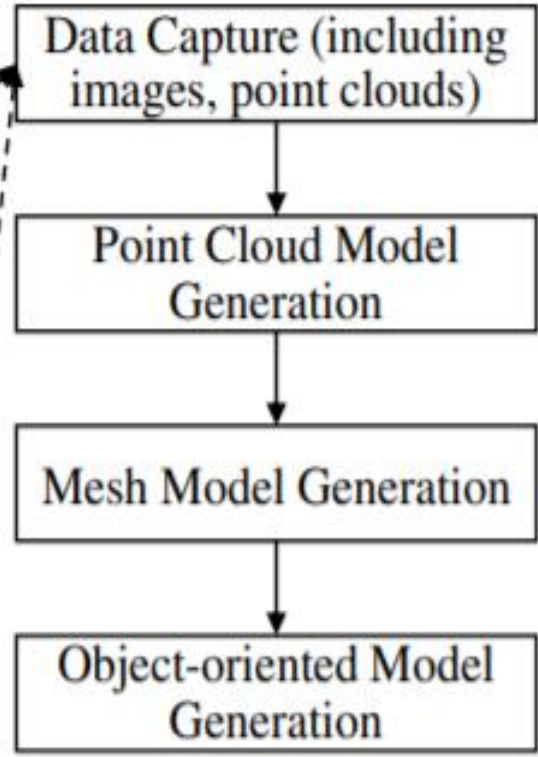 Data Capture (including
images, point clouds)
Point Cloud Model
Generation
Mesh Model Generation
Object-oriented Model
Generation